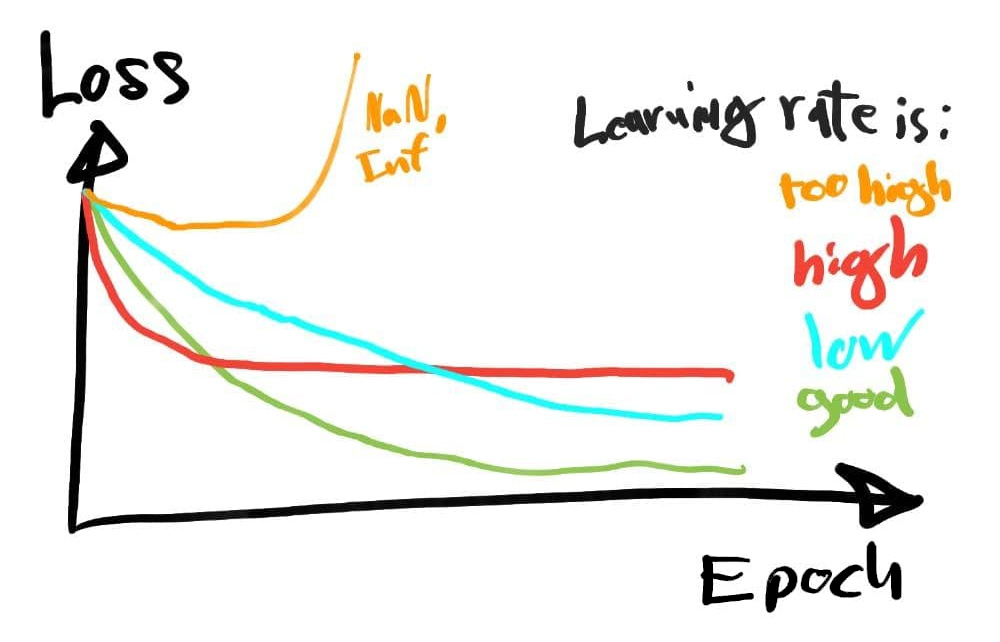 Loss
NaN,
Inf
Learning rate is:
too high
high
low
good
Epoch